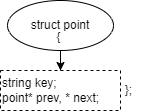 struct point
{
string key;
point* prev, * next;
};